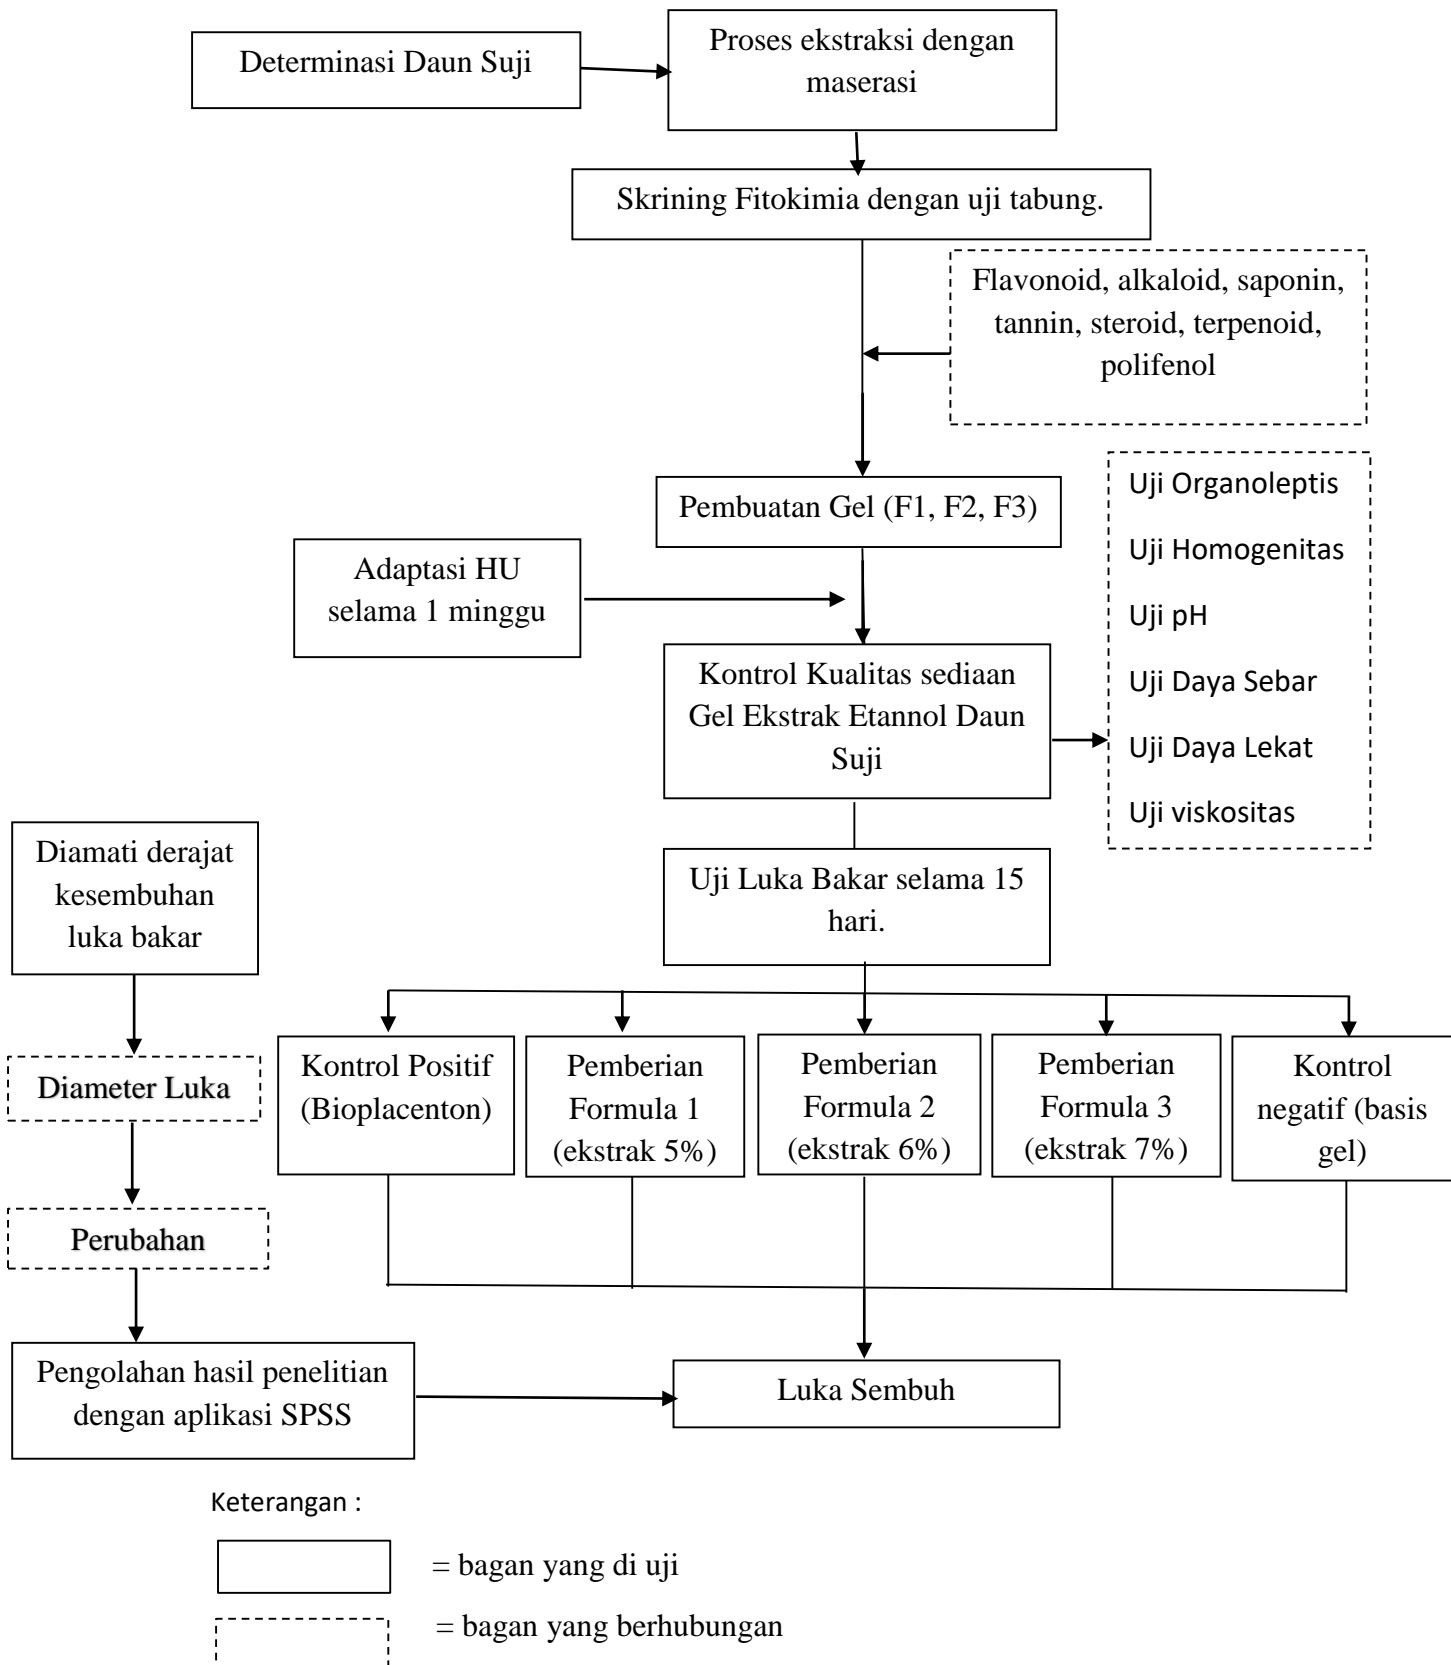 Determinasi Daun Suji
Proses ekstraksi dengan
maserasi
Skrining Fitokimia dengan uji tabung.
Flavonoid, alkaloid, saponin,
tannin, steroid, terpenoid,
polifenol
Pembuatan Gel (F1, F2, F3)
Adaptasi HU
selama 1 minggu
Kontrol Kualitas sediaan
Gel Ekstrak Etannol Daun
Suji
Uji Organoleptis
Uji Homogenitas
Uji pH
Uji Daya Sebar
Uji Daya Lekat
Uji viskositas
Uji Luka Bakar selama 15
hari.
Diamati derajat
kesembuhan
luka bakar
Diameter Luka
Perubahan
Kontrol Positif
(Bioplacenton)
Pemberian
Formula 1
(ekstrak 5%)
Pemberian
Formula 2
(ekstrak 6%)
Pemberian
Formula 3
(ekstrak 7%)
Kontrol
negatif (basis
gel)
Pengolahan hasil penelitian
dengan aplikasi SPSS
Luka Sembuh
Keterangan :
= bagan yang di uji
= bagan yang berhubungan